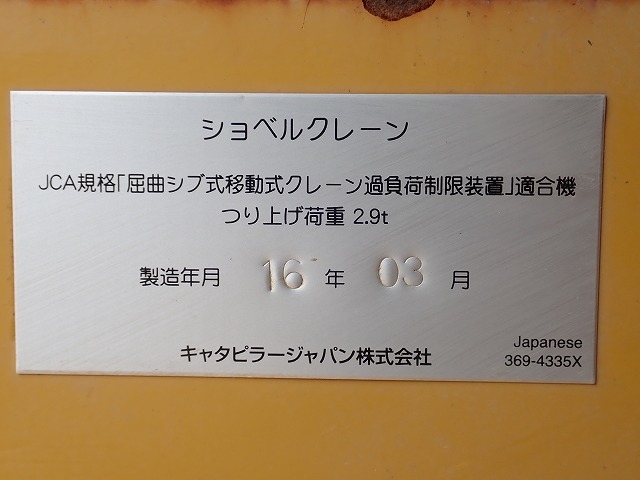 ショベルクレーン
JCA規格｢屈曲シブ式移動式クレーン過負荷制限装置｣適合機
つり上げ荷重 2.9t
製造年月 16 年 03 月
キャタピラージャパン株式会社
Japanese
369-4335X